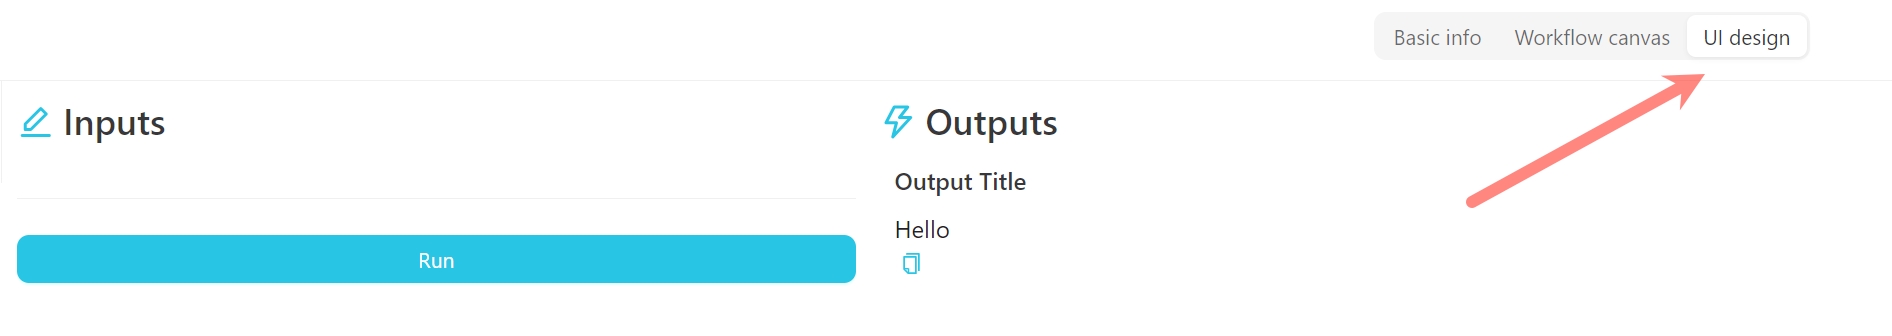 Basic info Workflow canvas UI design
Inputs
Run
Outputs
Output Title
Hello